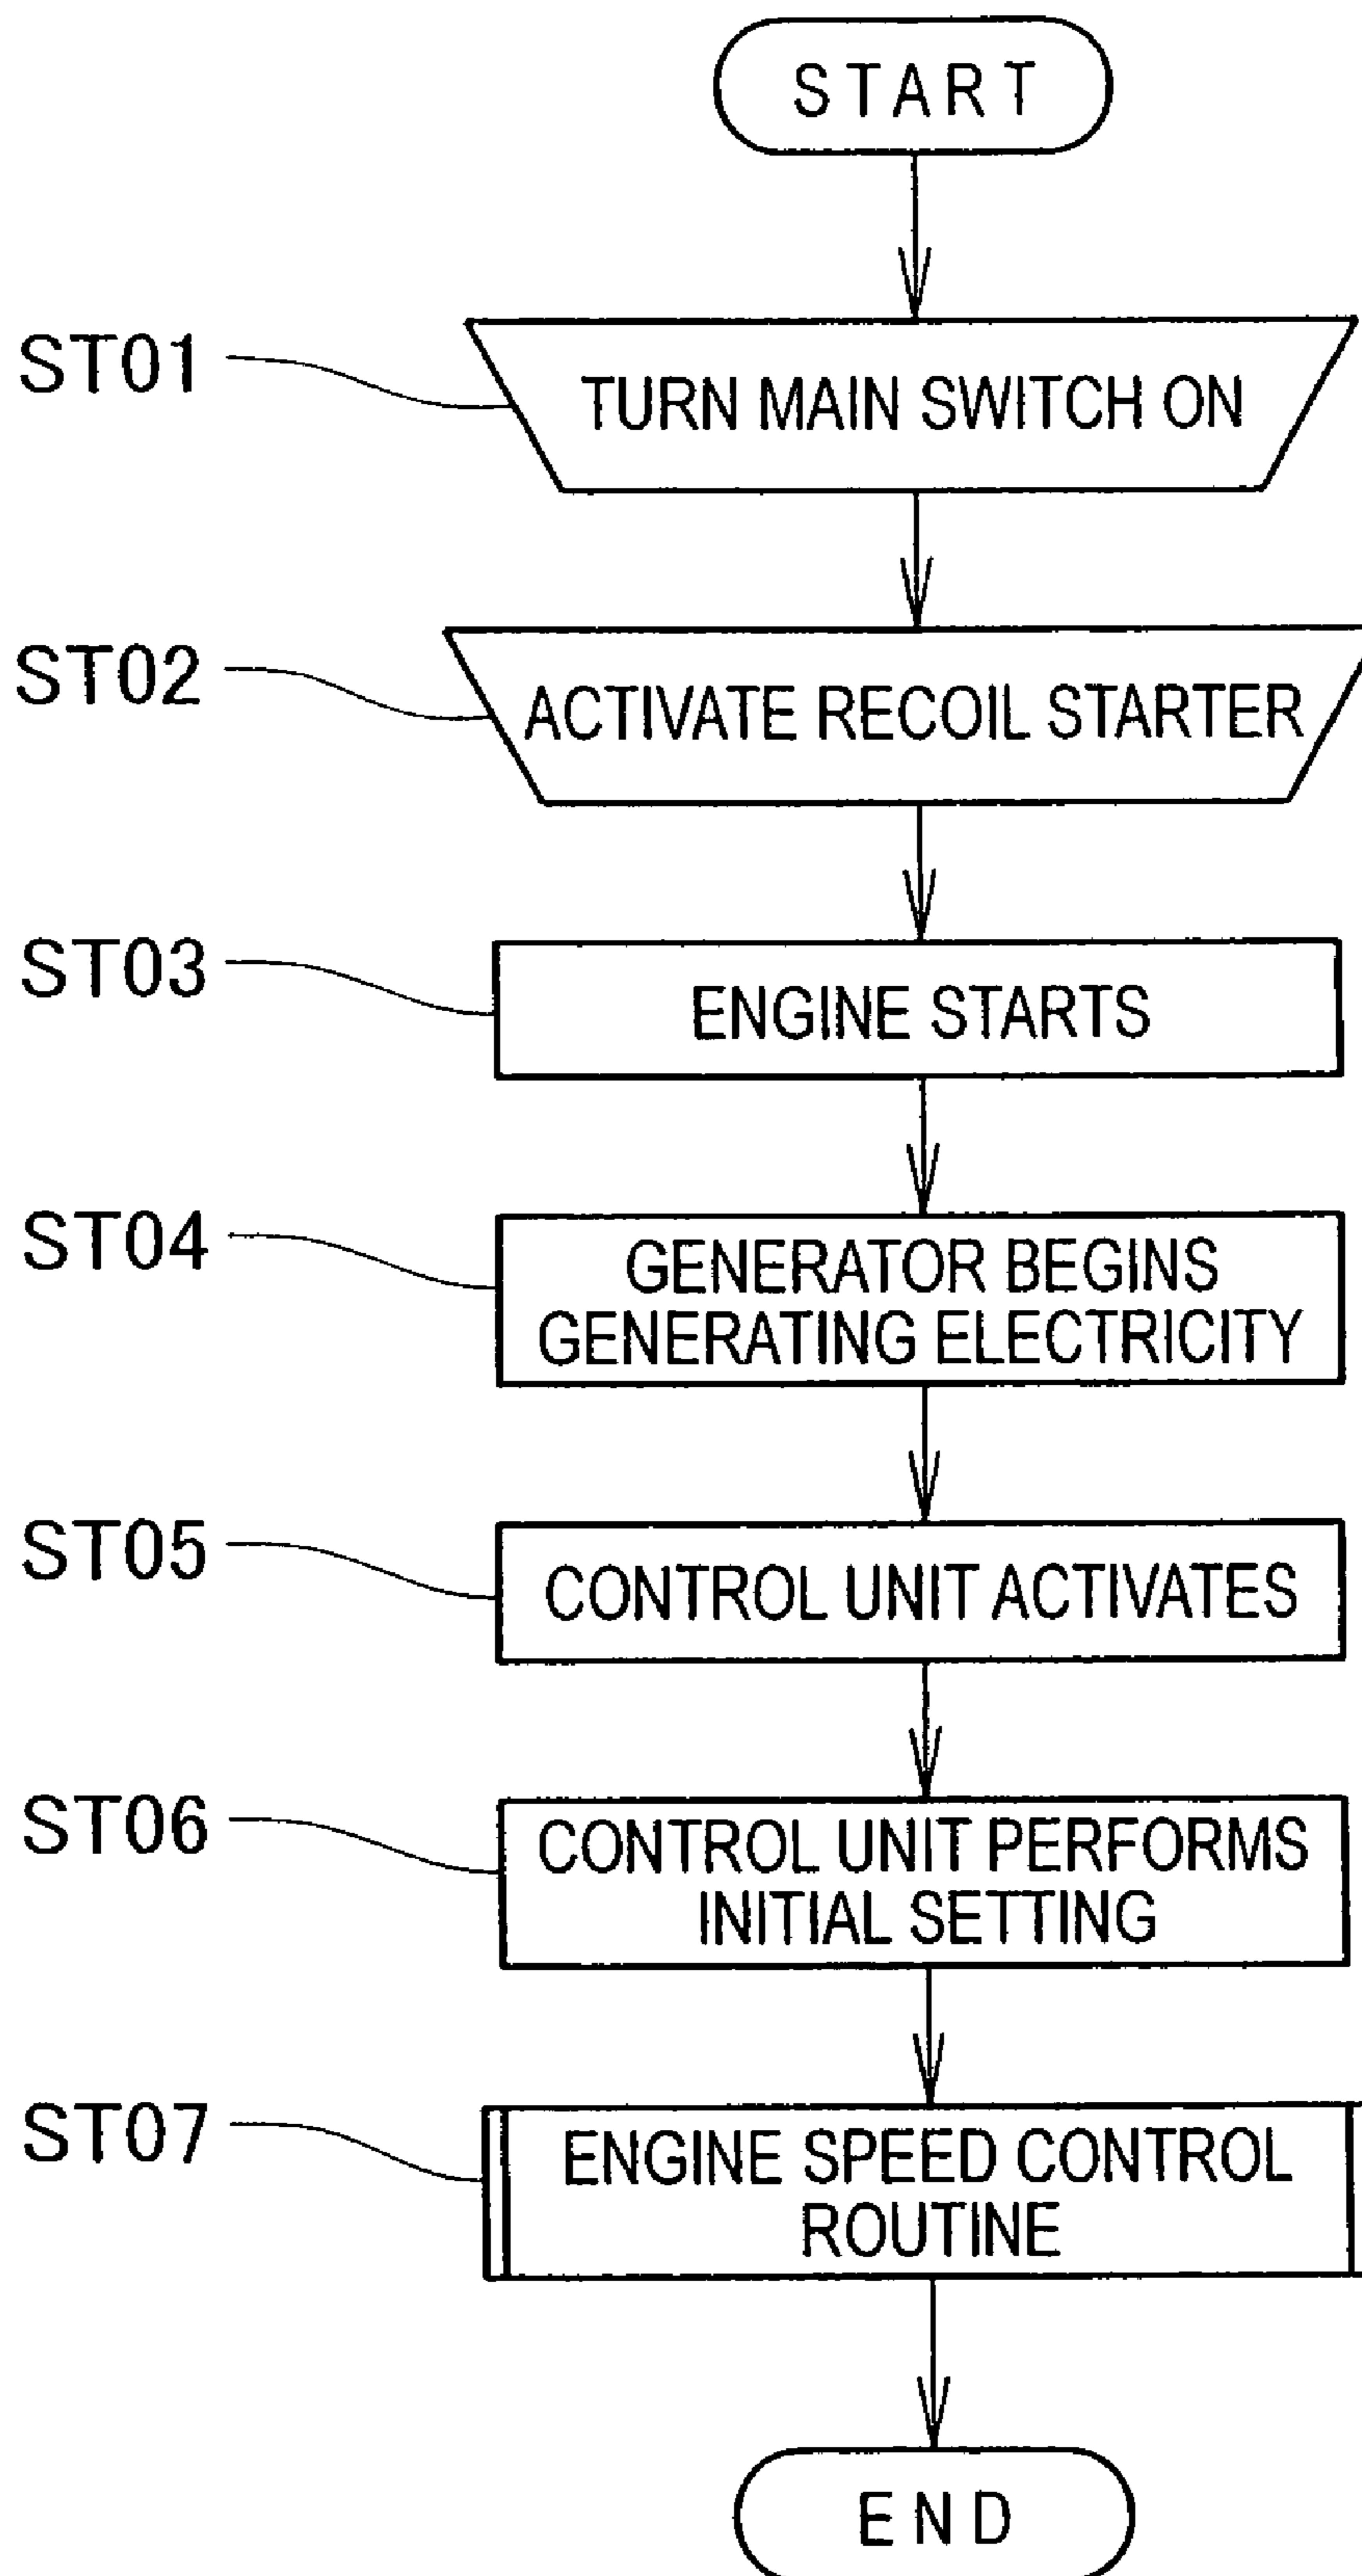 START
ST01
TURN MAIN SWITCH ON
ST02
ACTIVATE RECOIL STARTER
ST03
ENGINE STARTS
ST04
GENERATOR BEGINS
GENERATING ELECTRICITY
ST05
CONTROL UNIT ACTIVATES
ST06
CONTROL UNIT PERFORMS
INITIAL SETTING
ST07
ENGINE SPEED CONTROL
ROUTINE
END